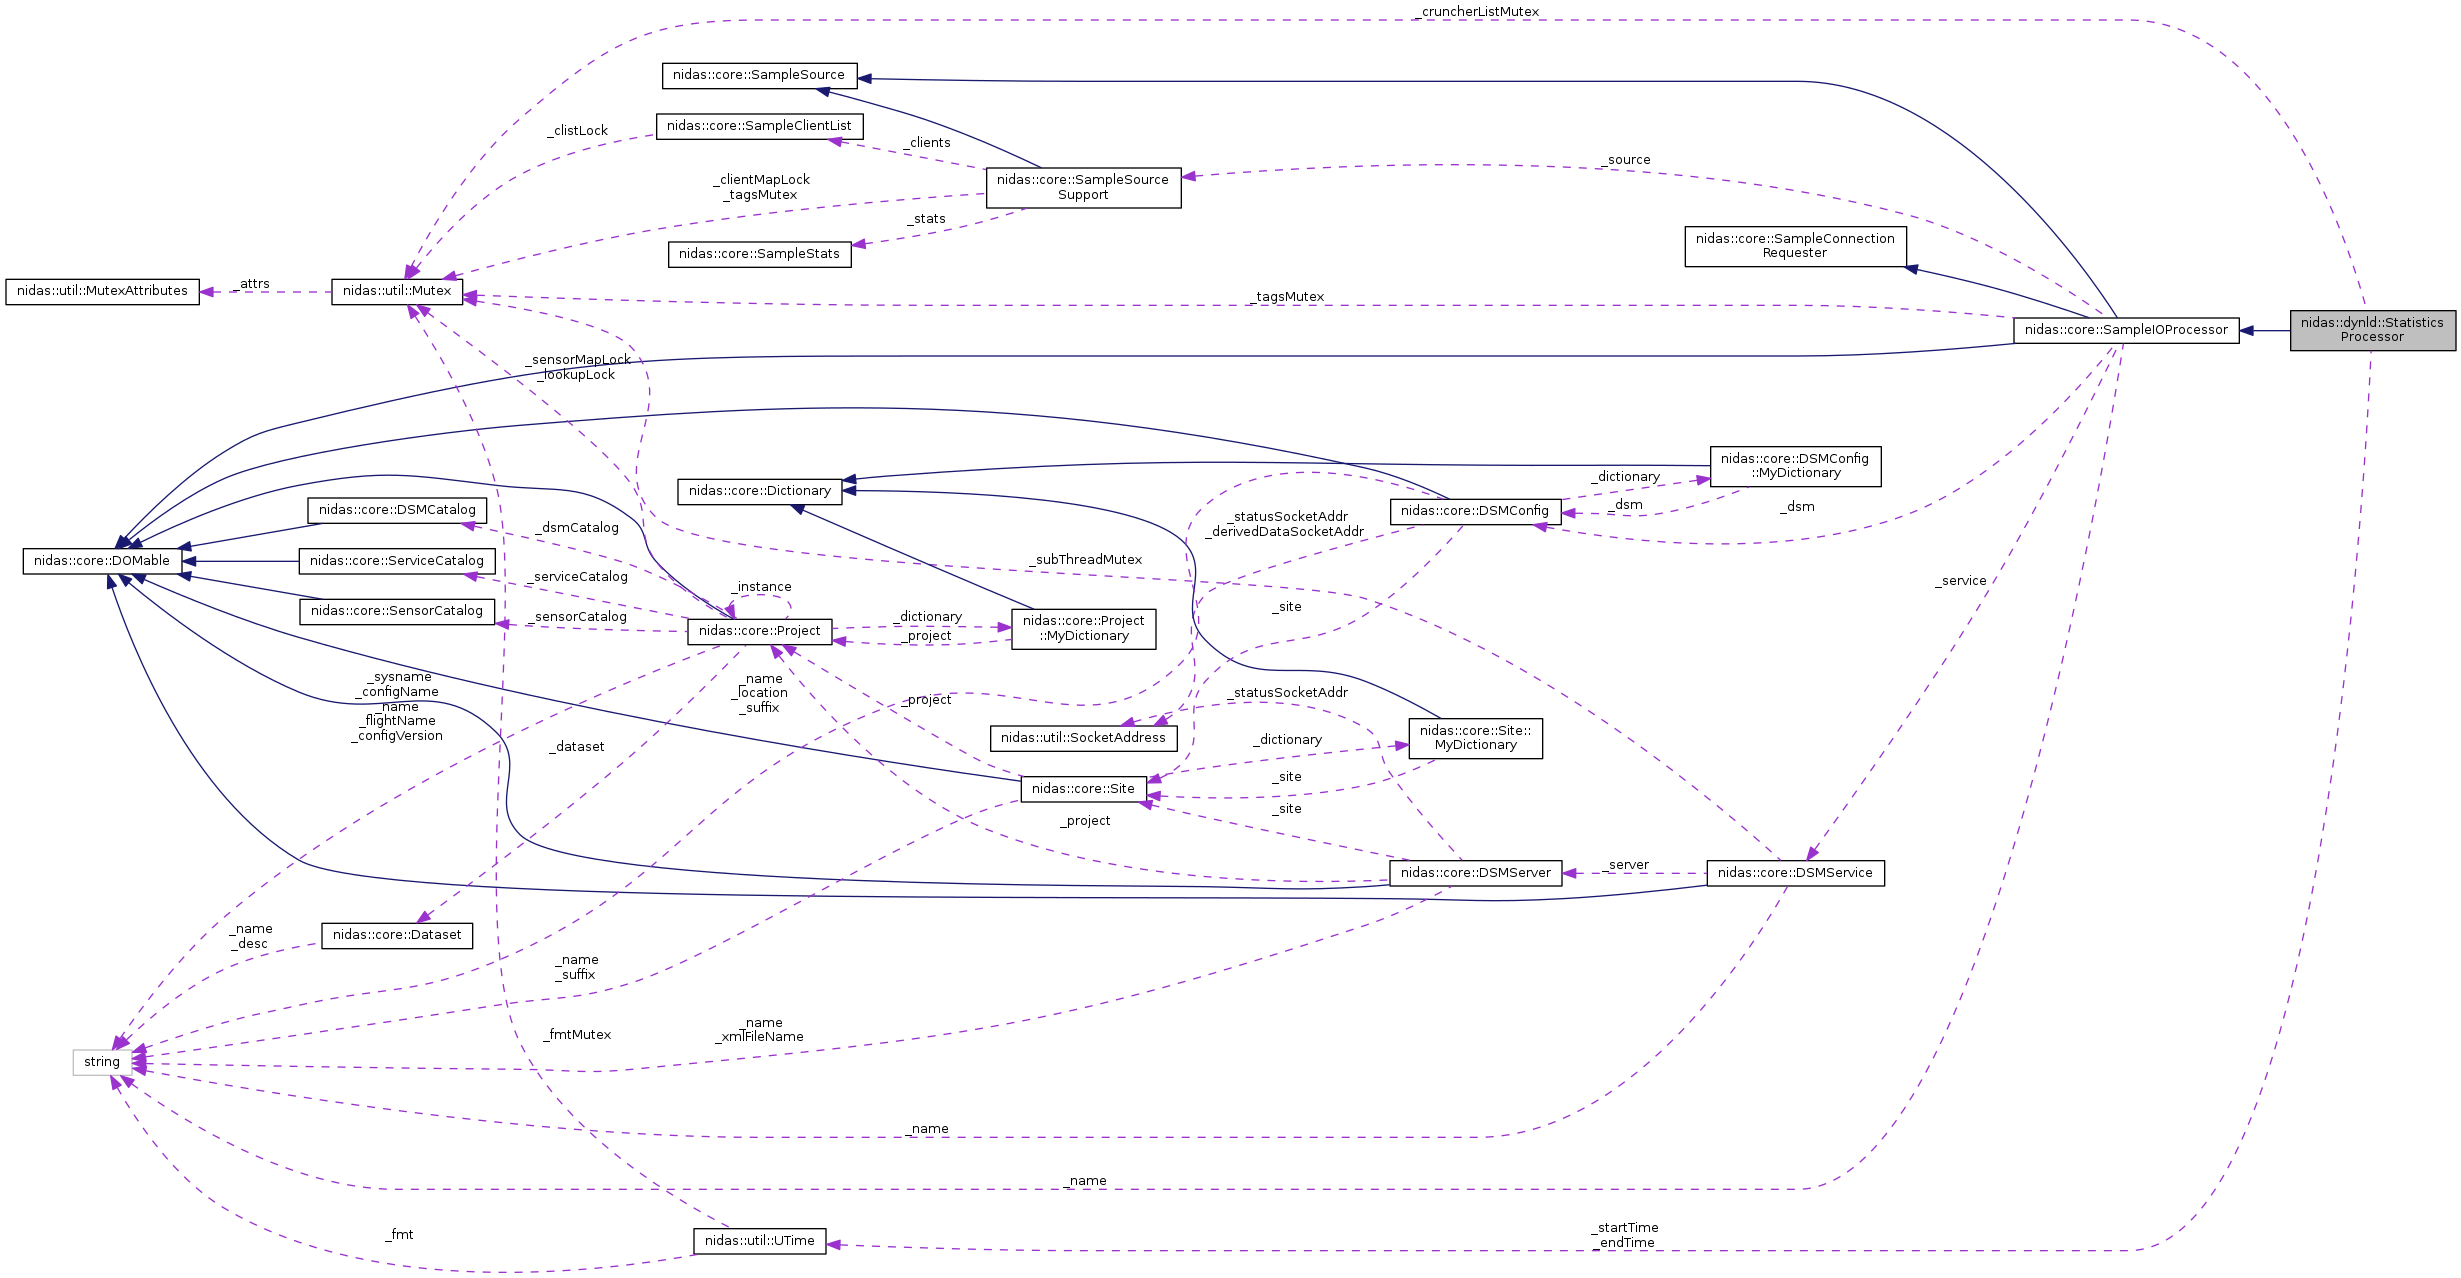 _cruncherListMutex
nidas::core::SampleSource
nidas::core::SampleClientList
_clistLock
_clients
_source
nidas::core::SampleSource
Support
_clientMapLock
_tagsMutex
_stats
nidas::core::SampleConnection
Requester
nidas::core::SampleStats
nidas::util::MutexAttributes
_attrs
nidas::util::Mutex
_tagsMutex
nidas::core::SampleIOProcessor
nidas::dynld::Statistics
Processor
_sensorMapLock
_lookupLock
nidas::core::DSMConfig
::MyDictionary
_dictionary
_dsm
_dsm
nidas::core::Dictionary
nidas::core::DSMConfig
nidas::core::DSMCatalog
_dsmCatalog
_statusSocketAddr
_derivedDataSocketAddr
nidas::core::DOMable
nidas::core::ServiceCatalog
_serviceCatalog
_subThreadMutex
_instance
_service
nidas::core::SensorCatalog
_sensorCatalog
nidas::core::Project
_dictionary
_project
nidas::core::Project
::MyDictionary
_site
_sysname
_configName
_name
_flightName
_configVersion
_name
_location
_suffix
_project
_statusSocketAddr
nidas::util::SocketAddress
_dataset
_dictionary
nidas::core::Site::
MyDictionary
_site
nidas::core::Site
_site
_project
_server
nidas::core::DSMServer
nidas::core::DSMService
_name
_desc
nidas::core::Dataset
_name
_suffix
_fmtMutex
_name
_xmlFileName
string
_name
_name
_fmt
nidas::util::UTime
_startTime
_endTime